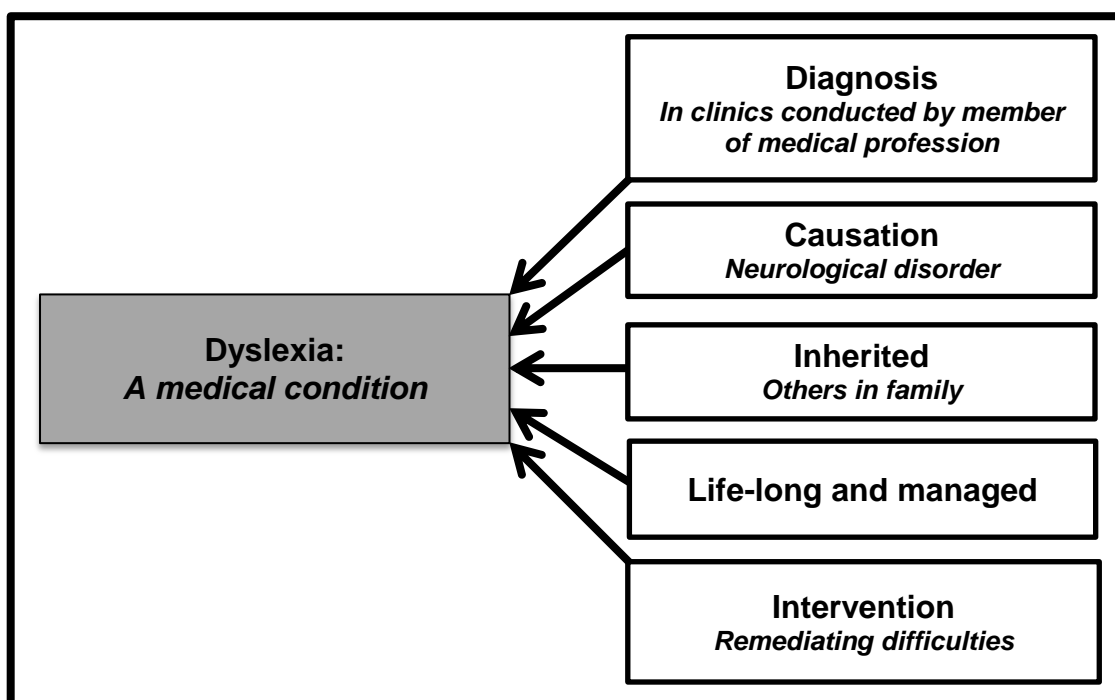 Diagnosis
In clinics conducted by member
of medical profession
Causation
Neurological disorder
Dyslexia:
A medical condition
Inherited
Others in family
Life-long and managed
Intervention
Remediating difficulties